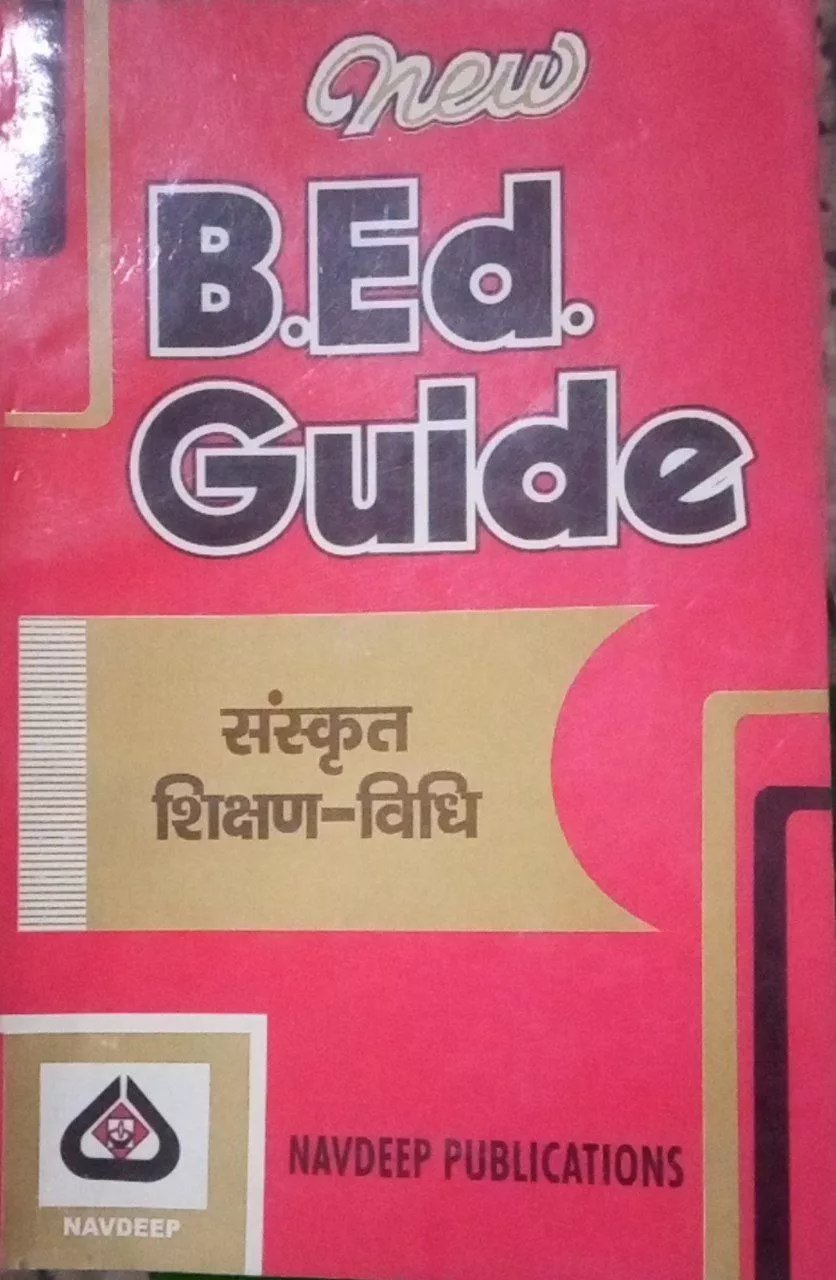 new
B.Ed.
Guide
संस्कृत
शिक्षण-विधि
NAVDEEP PUBLICATIONS
NAVDEEP